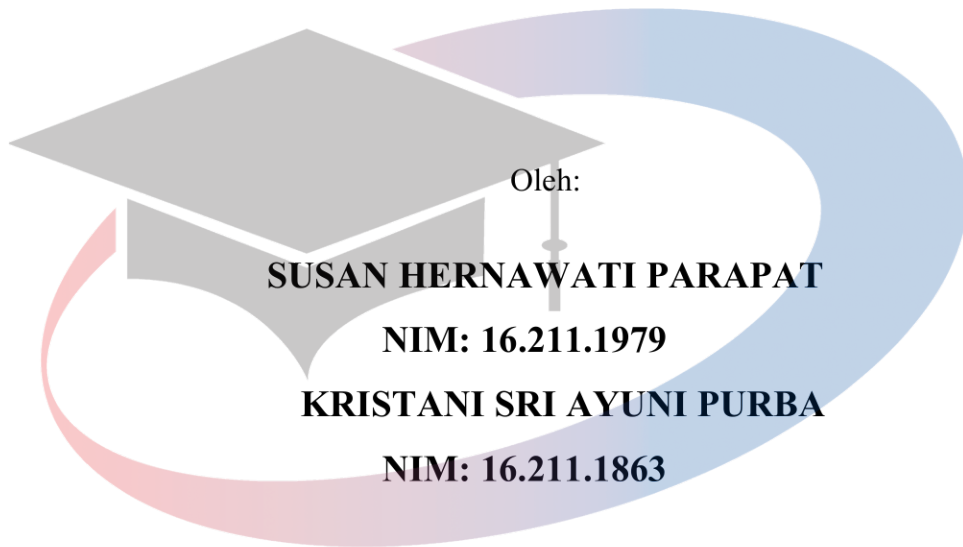 Oleh:
SUSAN HERNAWATI PARAPAT
NIM: 16.211.1979
KRISTANI SRI AYUNI PURBA
NIM: 16.211.1863